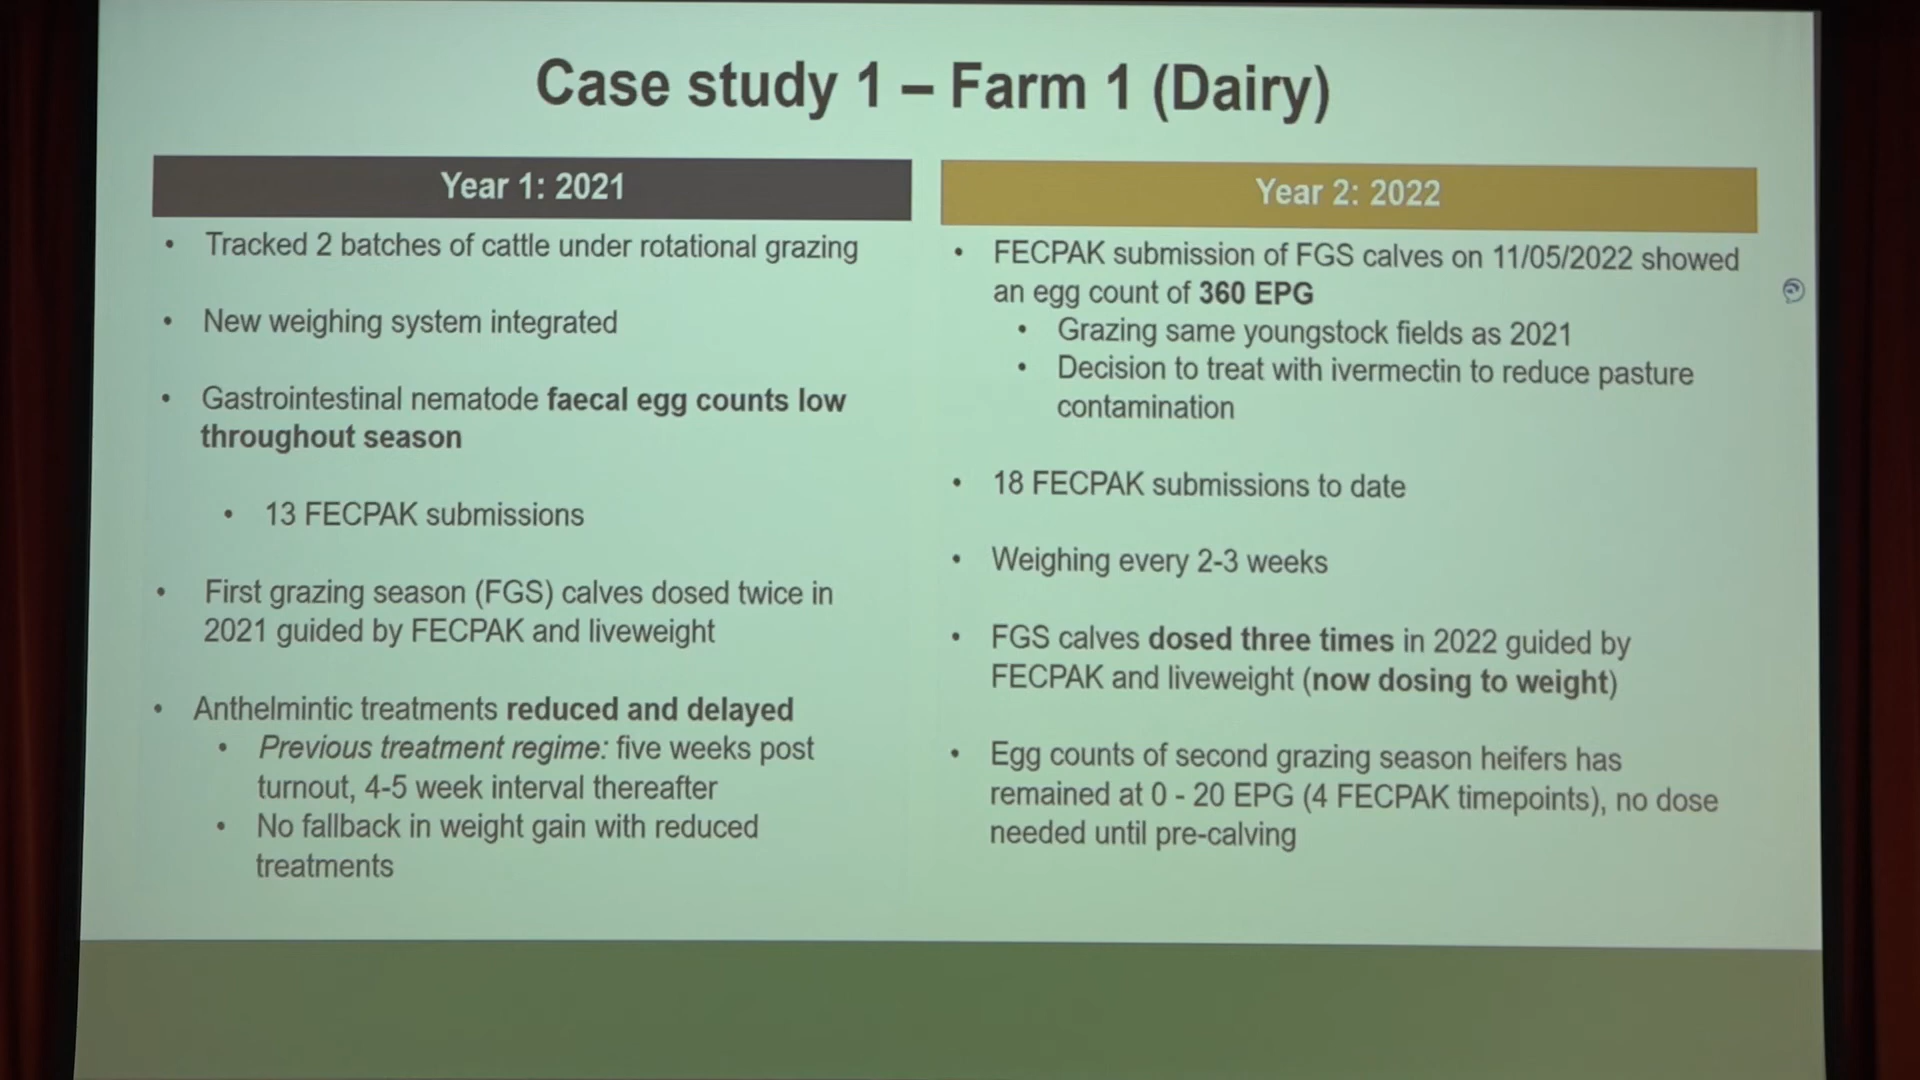 Case study 1 – Farm 1 (Dairy)
Year 1: 2021
• Tracked 2 batches of cattle under rotational grazing
• New weighing system integrated
• Gastrointestinal nematode faecal egg counts low
throughout season
• 13 FECPAK submissions
• First grazing season (FGS) calves dosed twice in
2021 guided by FECPAK and liveweight
• Anthelmintic treatments reduced and delayed
• Previous treatment regime: five weeks post
turnout, 4-5 week interval thereafter
• No fallback in weight gain with reduced
treatments
Year 2: 2022
• FECPAK submission of FGS calves on 11/05/2022 showed
an egg count of 360 EPG
• Grazing same youngstock fields as 2021
• Decision to treat with ivermectin to reduce pasture
contamination
• 18 FECPAK submissions to date
• Weighing every 2-3 weeks
• FGS calves dosed three times in 2022 guided by
FECPAK and liveweight (now dosing to weight)
• Egg counts of second grazing season heifers has
remained at 0 - 20 EPG (4 FECPAK timepoints), no dose
needed until pre-calving